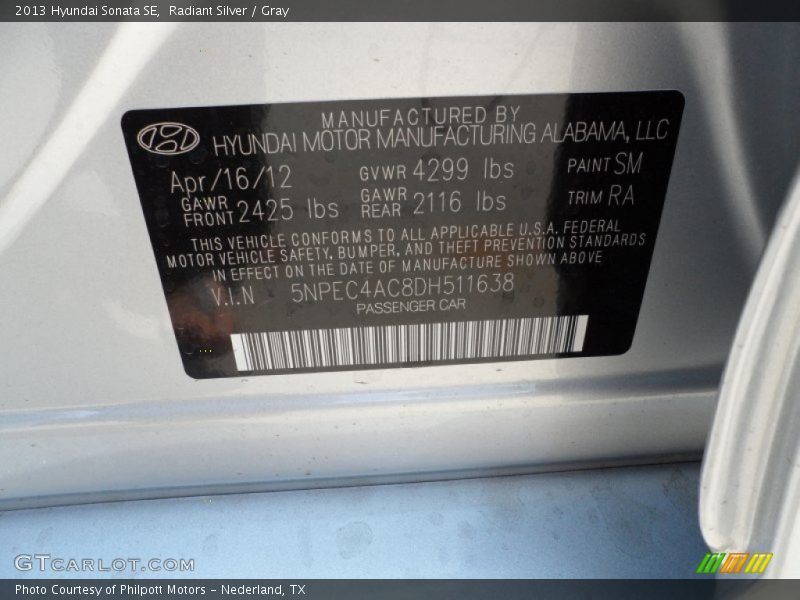 2013 Hyundai Sonata SE, Radiant Silver / Gray
MANUFACTURED BY
HYUNDAI MOTOR MANUFACTURING ALABAMA, LLC
Apr/16/12 GVWR 4299 lbs PAINT SM
GAWR FRONT 2425 lbs GAWR REAR 2116 lbs TRIM RA
THIS VEHICLE CONFORMS TO ALL APPLICABLE U.S.A. FEDERAL
MOTOR VEHICLE SAFETY, BUMPER, AND THEFT PREVENTION STANDARDS
IN EFFECT ON THE DATE OF MANUFACTURE SHOWN ABOVE
V.I.N 5NPEC4AC8DH511638
PASSENGER CAR
GTCARLOT.COM
Photo Courtesy of Philpott Motors - Nederland, TX